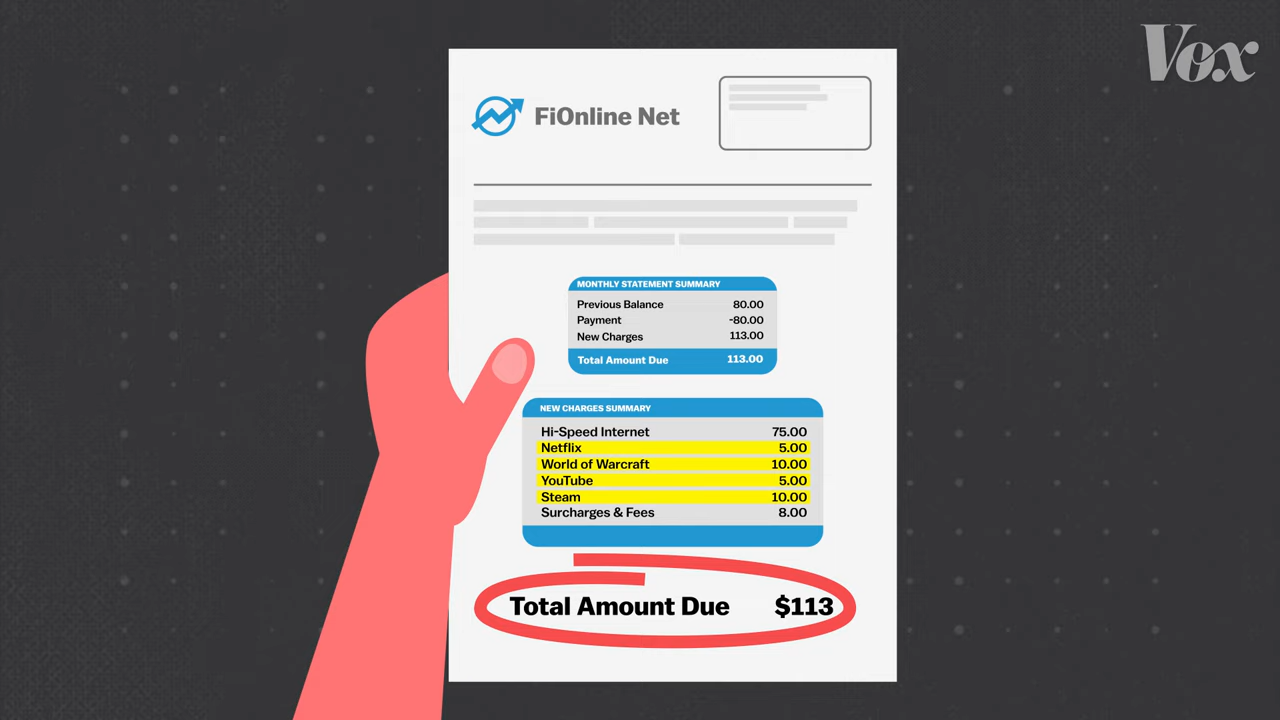 Vox
FiOnline Net
MONTHLY STATEMENT SUMMARY
Previous Balance 80.00
Payment -80.00
New Charges 113.00
Total Amount Due 113.00
NEW CHARGES SUMMARY
Hi-Speed Internet 75.00
Netflix 5.00
World of Warcraft 10.00
YouTube 5.00
Steam 10.00
Surcharges & Fees 8.00
Total Amount Due $113